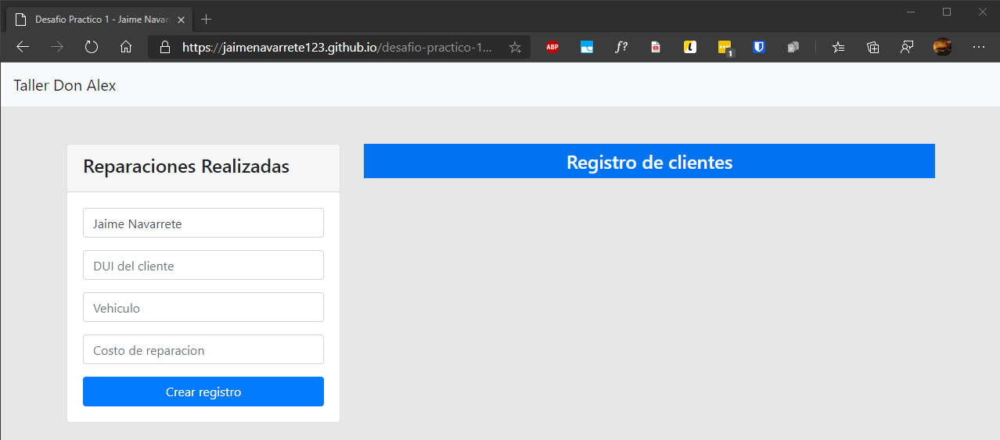 Desafio Practico 1 - Jaime Navar
https://jaimenavarrete123.github.io/desafio-practico-1...
ABP
f?
L
1
Taller Don Alex
Reparaciones Realizadas
Jaime Navarrete
DUI del cliente
Vehiculo
Costo de reparacion
Crear registro
Registro de clientes